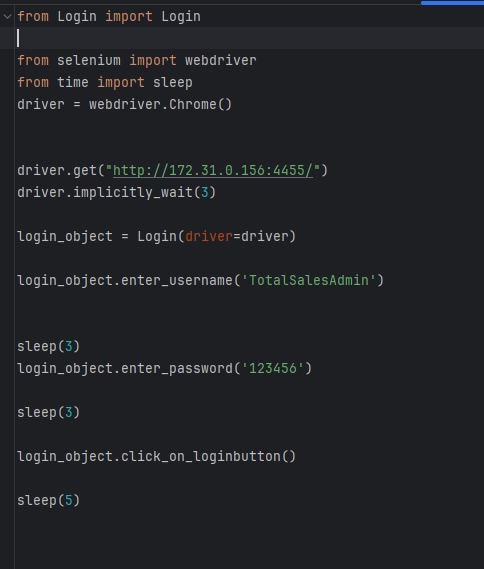 from Login import Login
from selenium import webdriver
from time import sleep
driver = webdriver.Chrome()
driver.get("http://172.31.0.156:4455/")
driver.implicitly_wait(3)
login_object = Login(driver=driver)
login_object.enter_username('TotalSalesAdmin')
sleep(3)
login_object.enter_password('123456')
sleep(3)
login_object.click_on_loginbutton()
sleep(5)